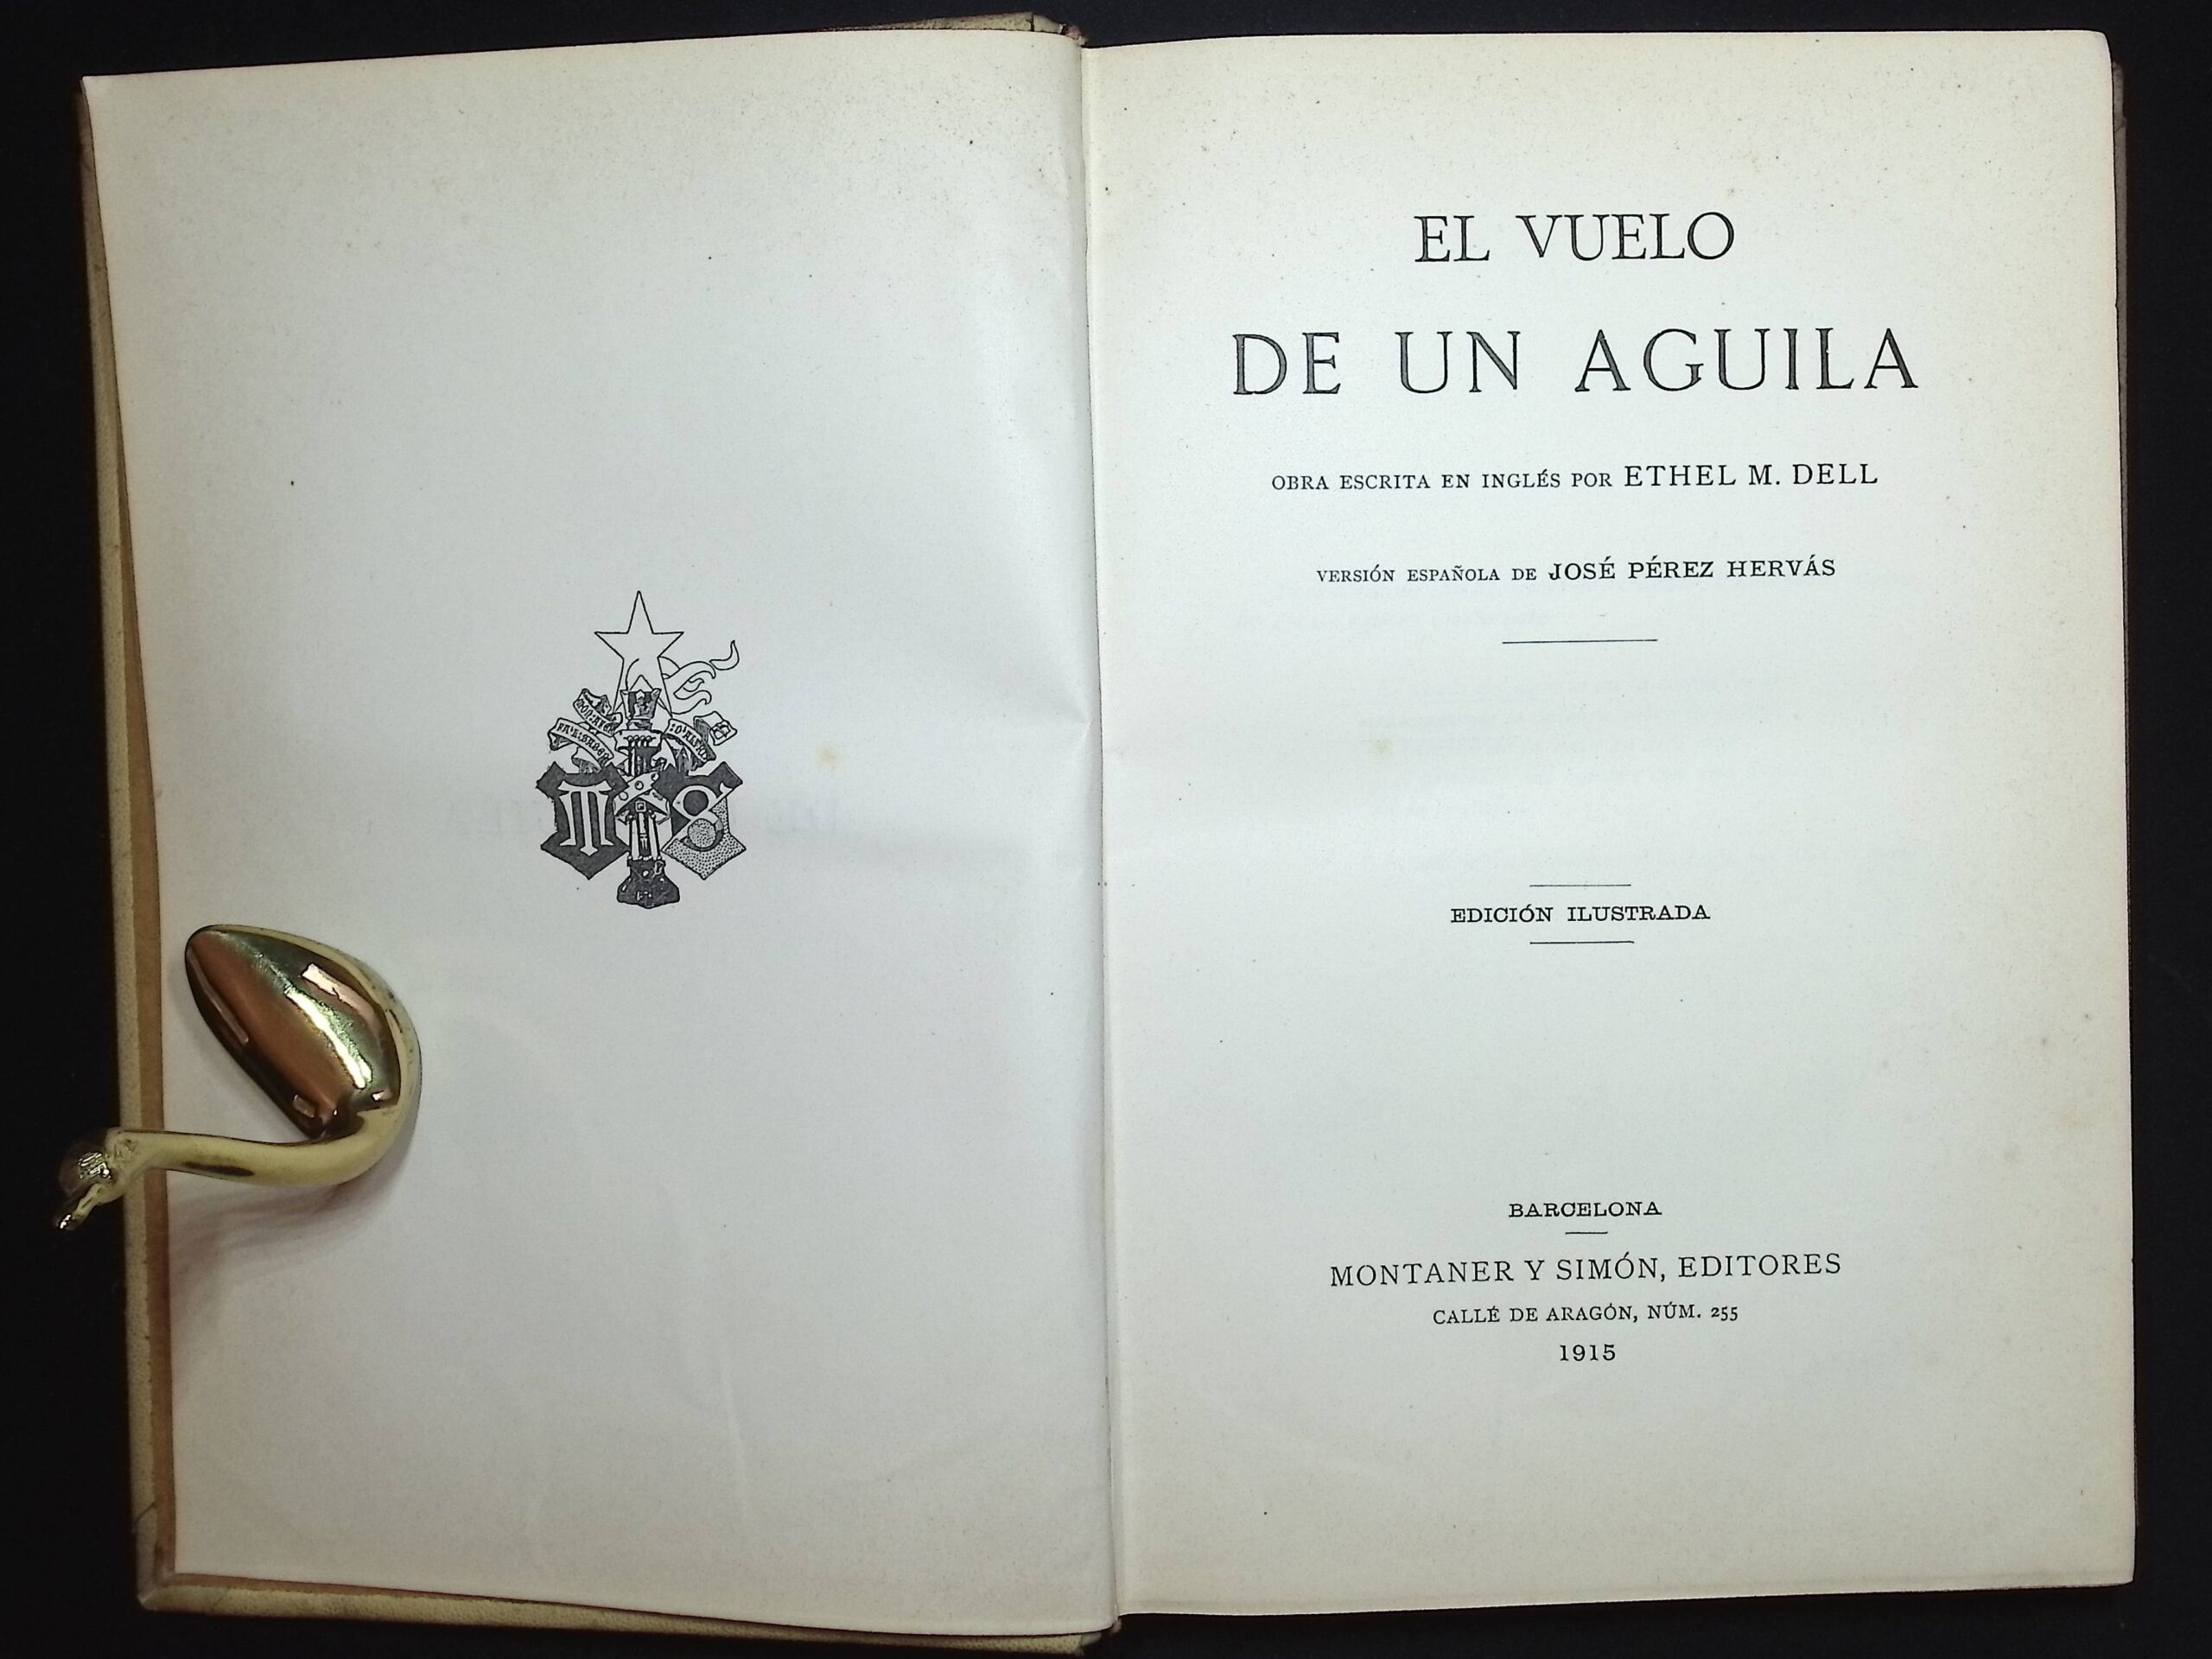 M S
EL VUELO
DE UN AGUILA
OBRA ESCRITA EN INGLÉS POR ETHEL M. DELL
VERSIÓN ESPAÑOLA DE JOSÉ PÉREZ HERVÁS
EDICIÓN ILUSTRADA
BARCELONA
MONTANER Y SIMÓN, EDITORES
CALLÉ DE ARAGÓN, NÚM. 255
1915